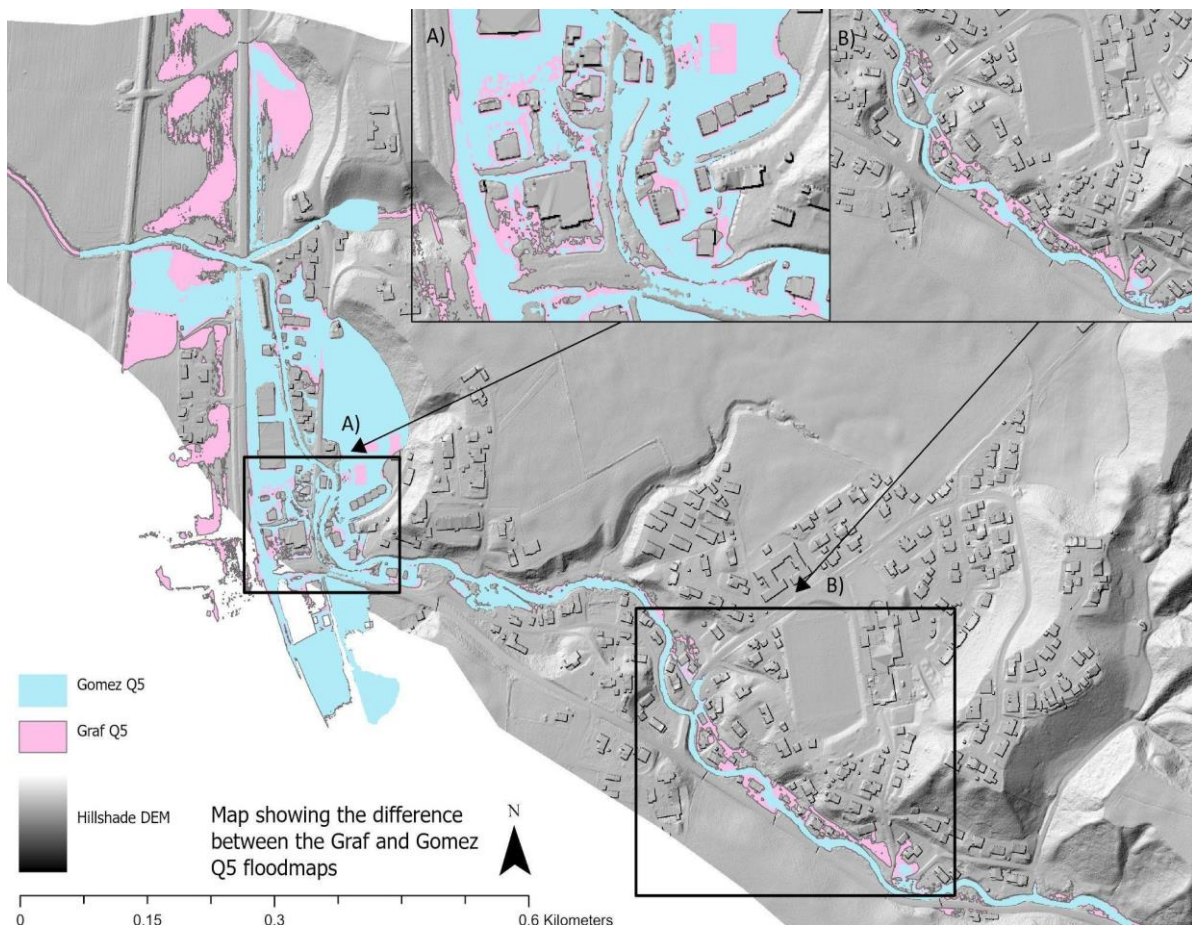 A)
B)
A)
B)
Gomez Q5
Graf Q5
Hillshade DEM
Map showing the difference
between the Graf and Gomez
Q5 floodmaps
N
0 0.15 0.3 0.6 Kilometers